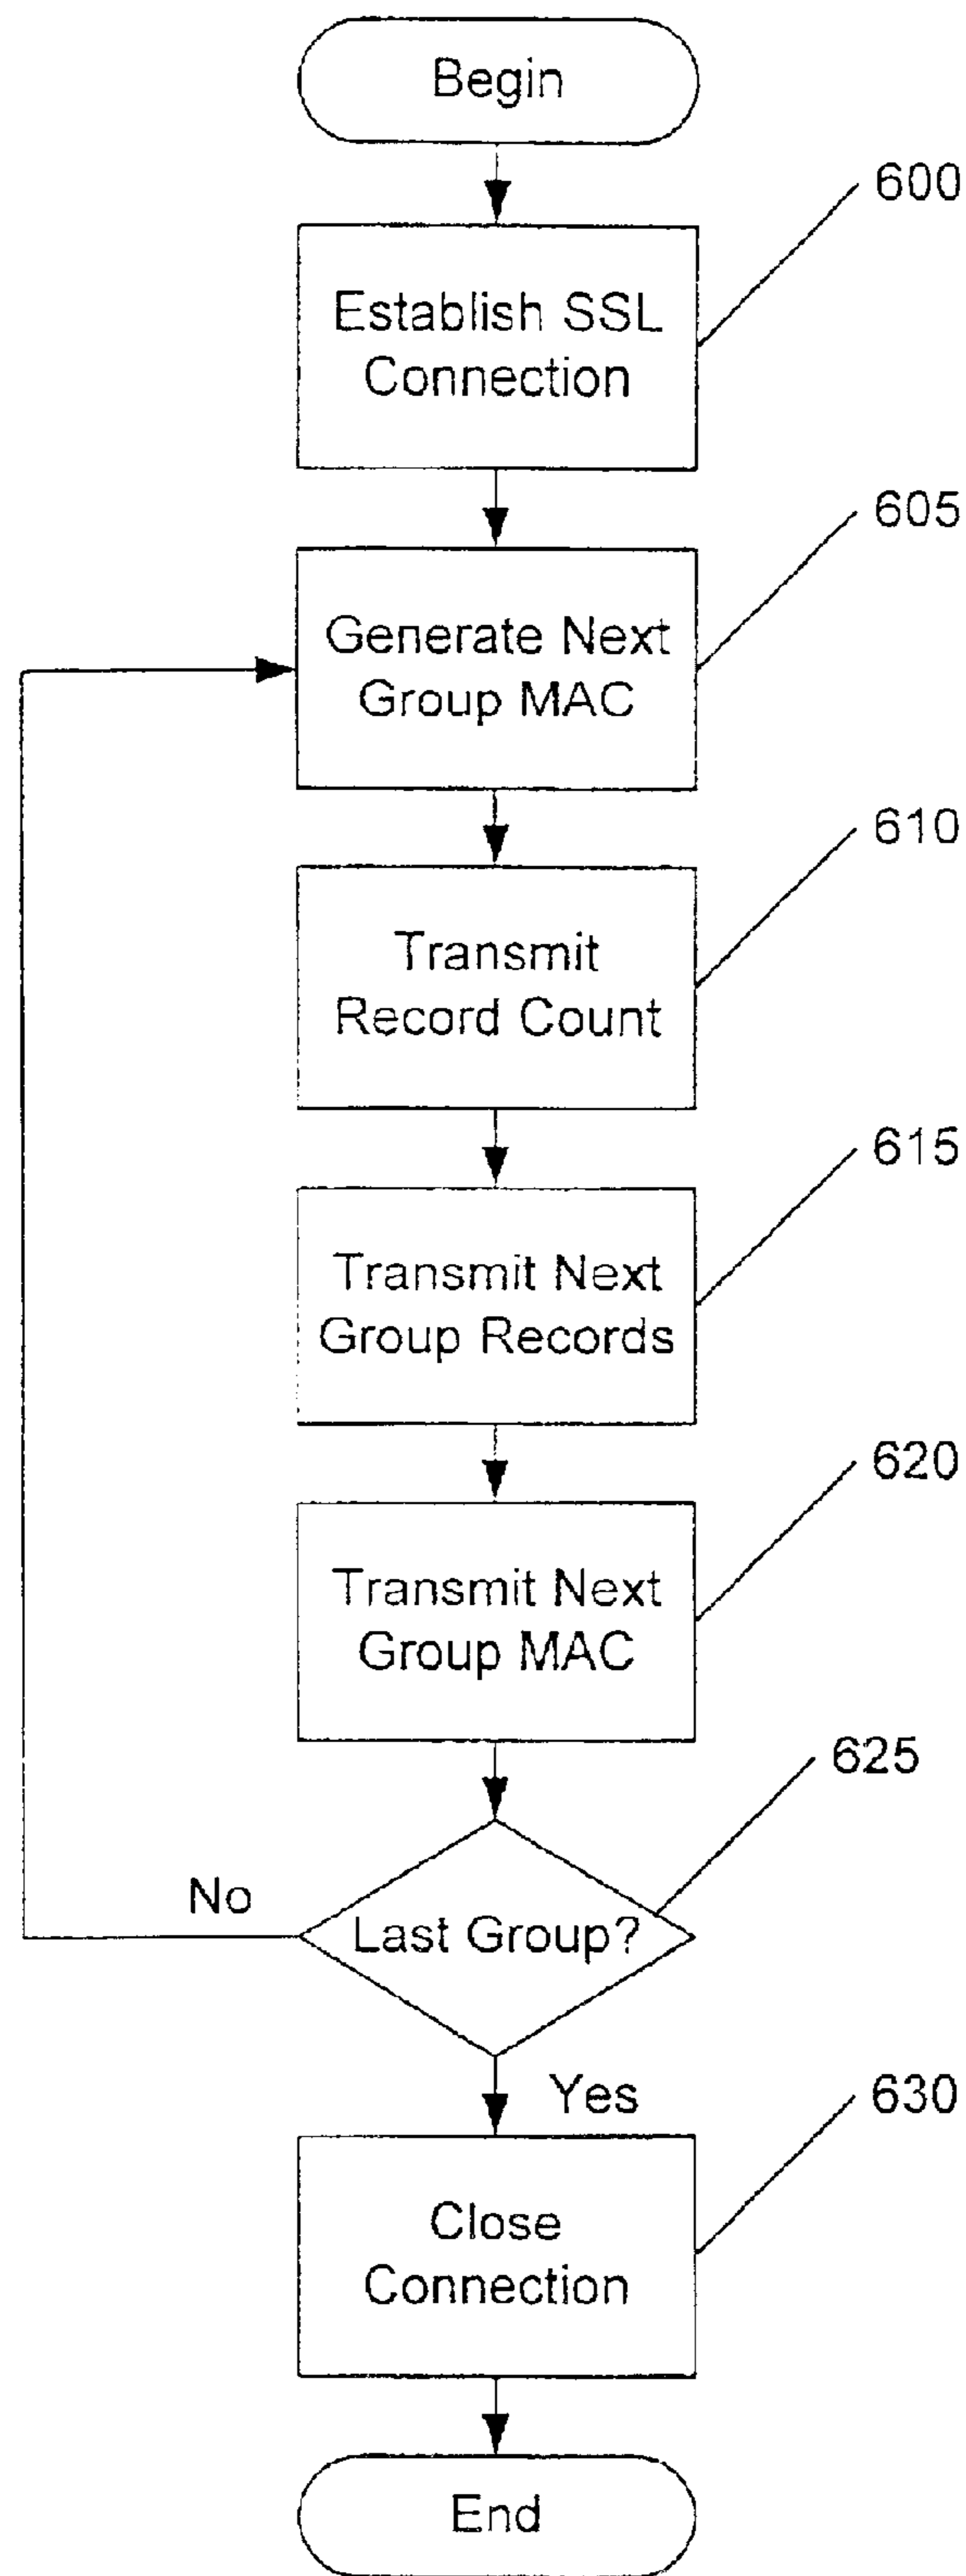 Begin
600
Establish SSL
Connection
605
Generate Next
Group MAC
610
Transmit
Record Count
615
Transmit Next
Group Records
620
Transmit Next
Group MAC
625
No
Last Group?
Yes
630
Close
Connection
End